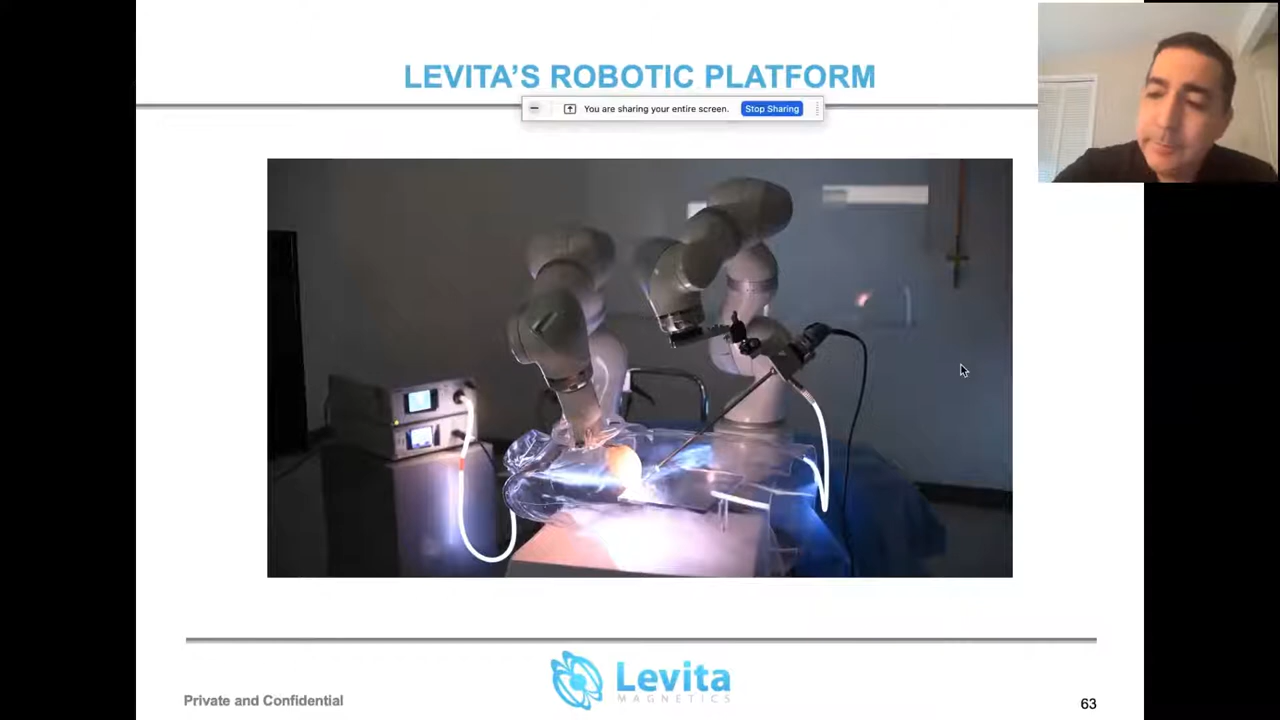 LEVITA'S ROBOTIC PLATFORM
You are sharing your entire screen. Stop Sharing
Levita
MAGNETICS
Private and Confidential
63